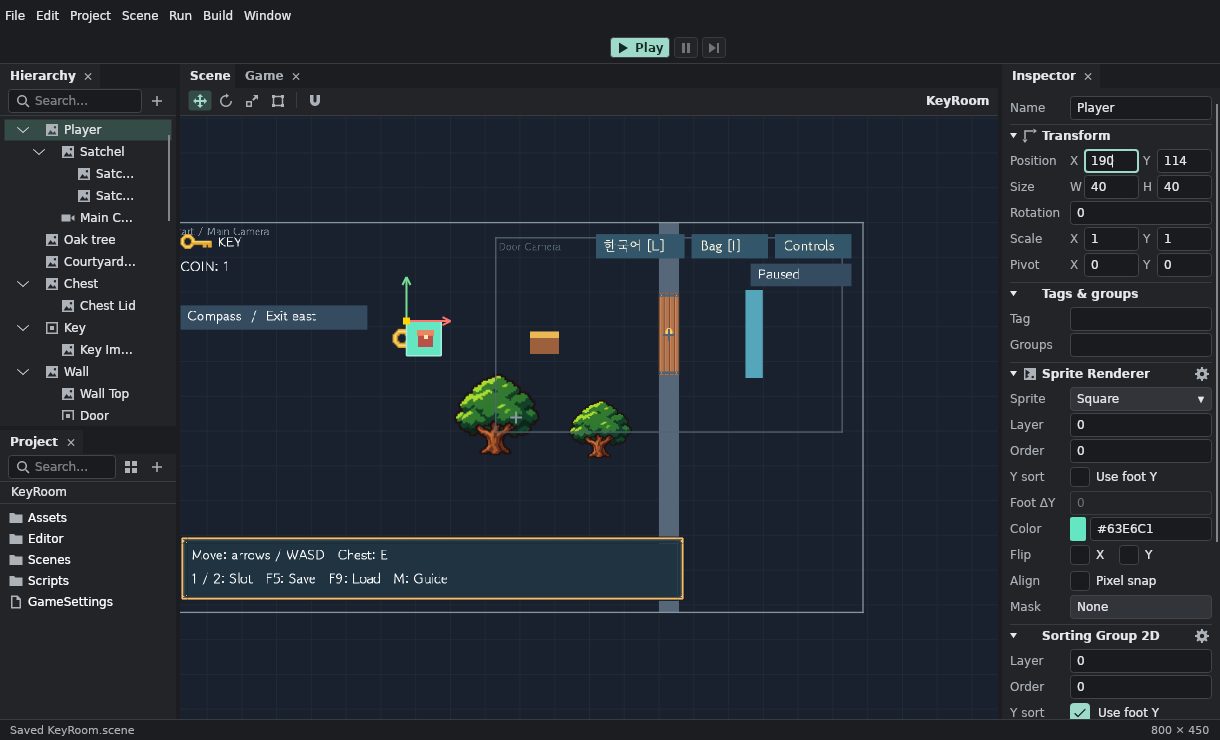 File Edit Project Scene Run Build Window
Play
Hierarchy
Search...
Player
Satchel
Satc...
Satc...
Main C...
Oak tree
Courtyard...
Chest
Chest Lid
Key
Key Im...
Wall
Wall Top
Door
Project
Search...
KeyRoom
Assets
Editor
Scenes
Scripts
GameSettings
Scene Game
KeyRoom
art / Main Camera
KEY
COIN: 1
Door Camera
한국어 [L] Bag [I] Controls
Paused
Compass / Exit east
Move: arrows / WASD Chest: E
1 / 2: Slot F5: Save F9: Load M: Guide
Inspector
Name Player
Transform
Position X 190 Y 114
Size W 40 H 40
Rotation 0
Scale X 1 Y 1
Pivot X 0 Y 0
Tags & groups
Tag
Groups
Sprite Renderer
Sprite Square
Layer 0
Order 0
Y sort Use foot Y
Foot ΔY 0
Color #63E6C1
Flip X Y
Align Pixel snap
Mask None
Sorting Group 2D
Layer 0
Order 0
Y sort Use foot Y
Saved KeyRoom.scene
800 × 450